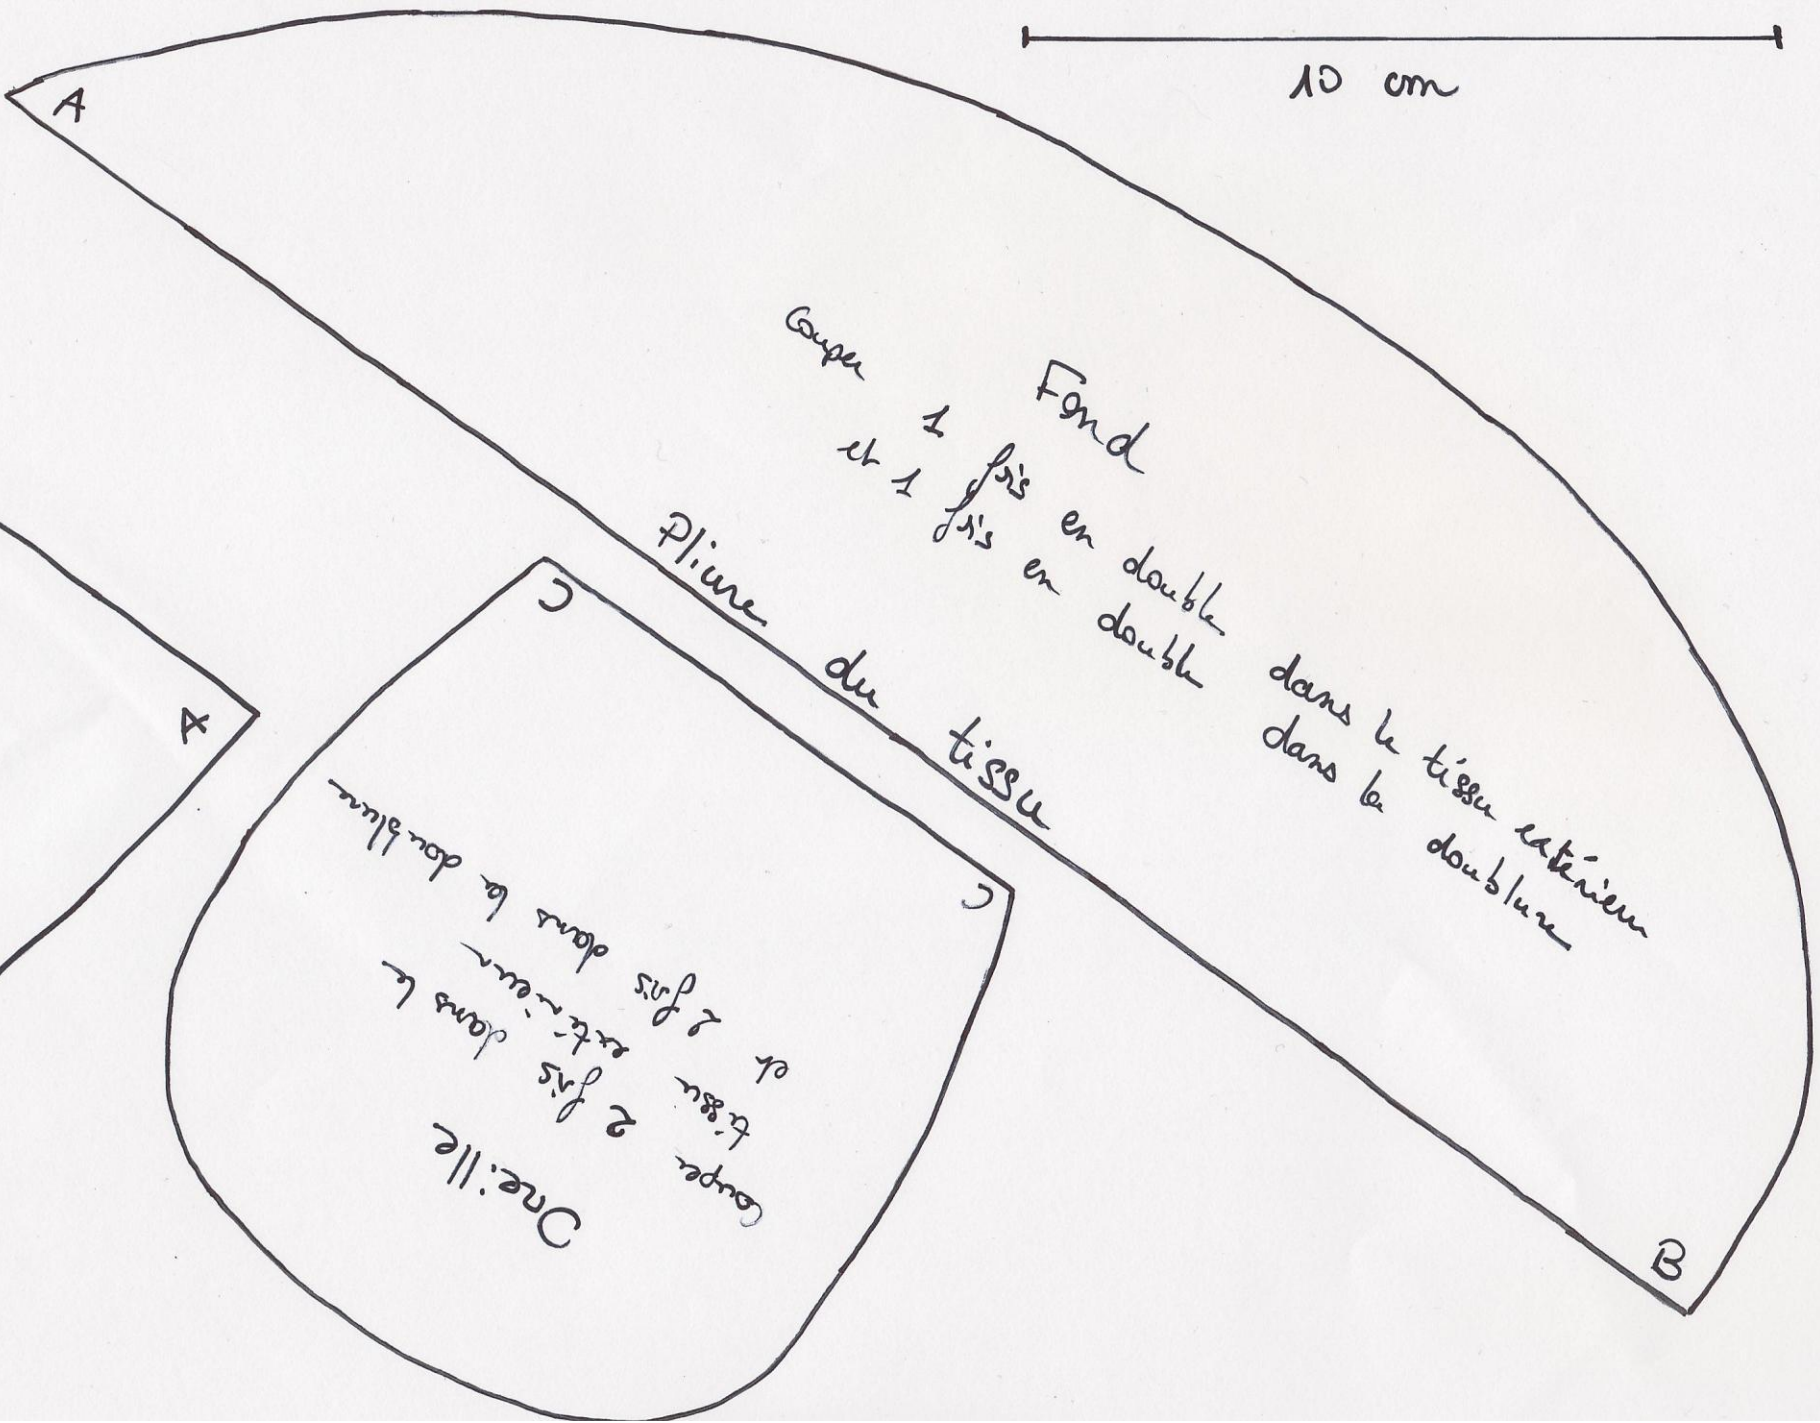 10 cm
A
Fond
Couper 1 fois en double dans le tissu extérieur
et 1 fois en double dans la doublure
Pliure du tissu
B
A
C
C
Oreille
Couper 2 fois dans le
tissu extérieur
et 2 fois dans la doublure